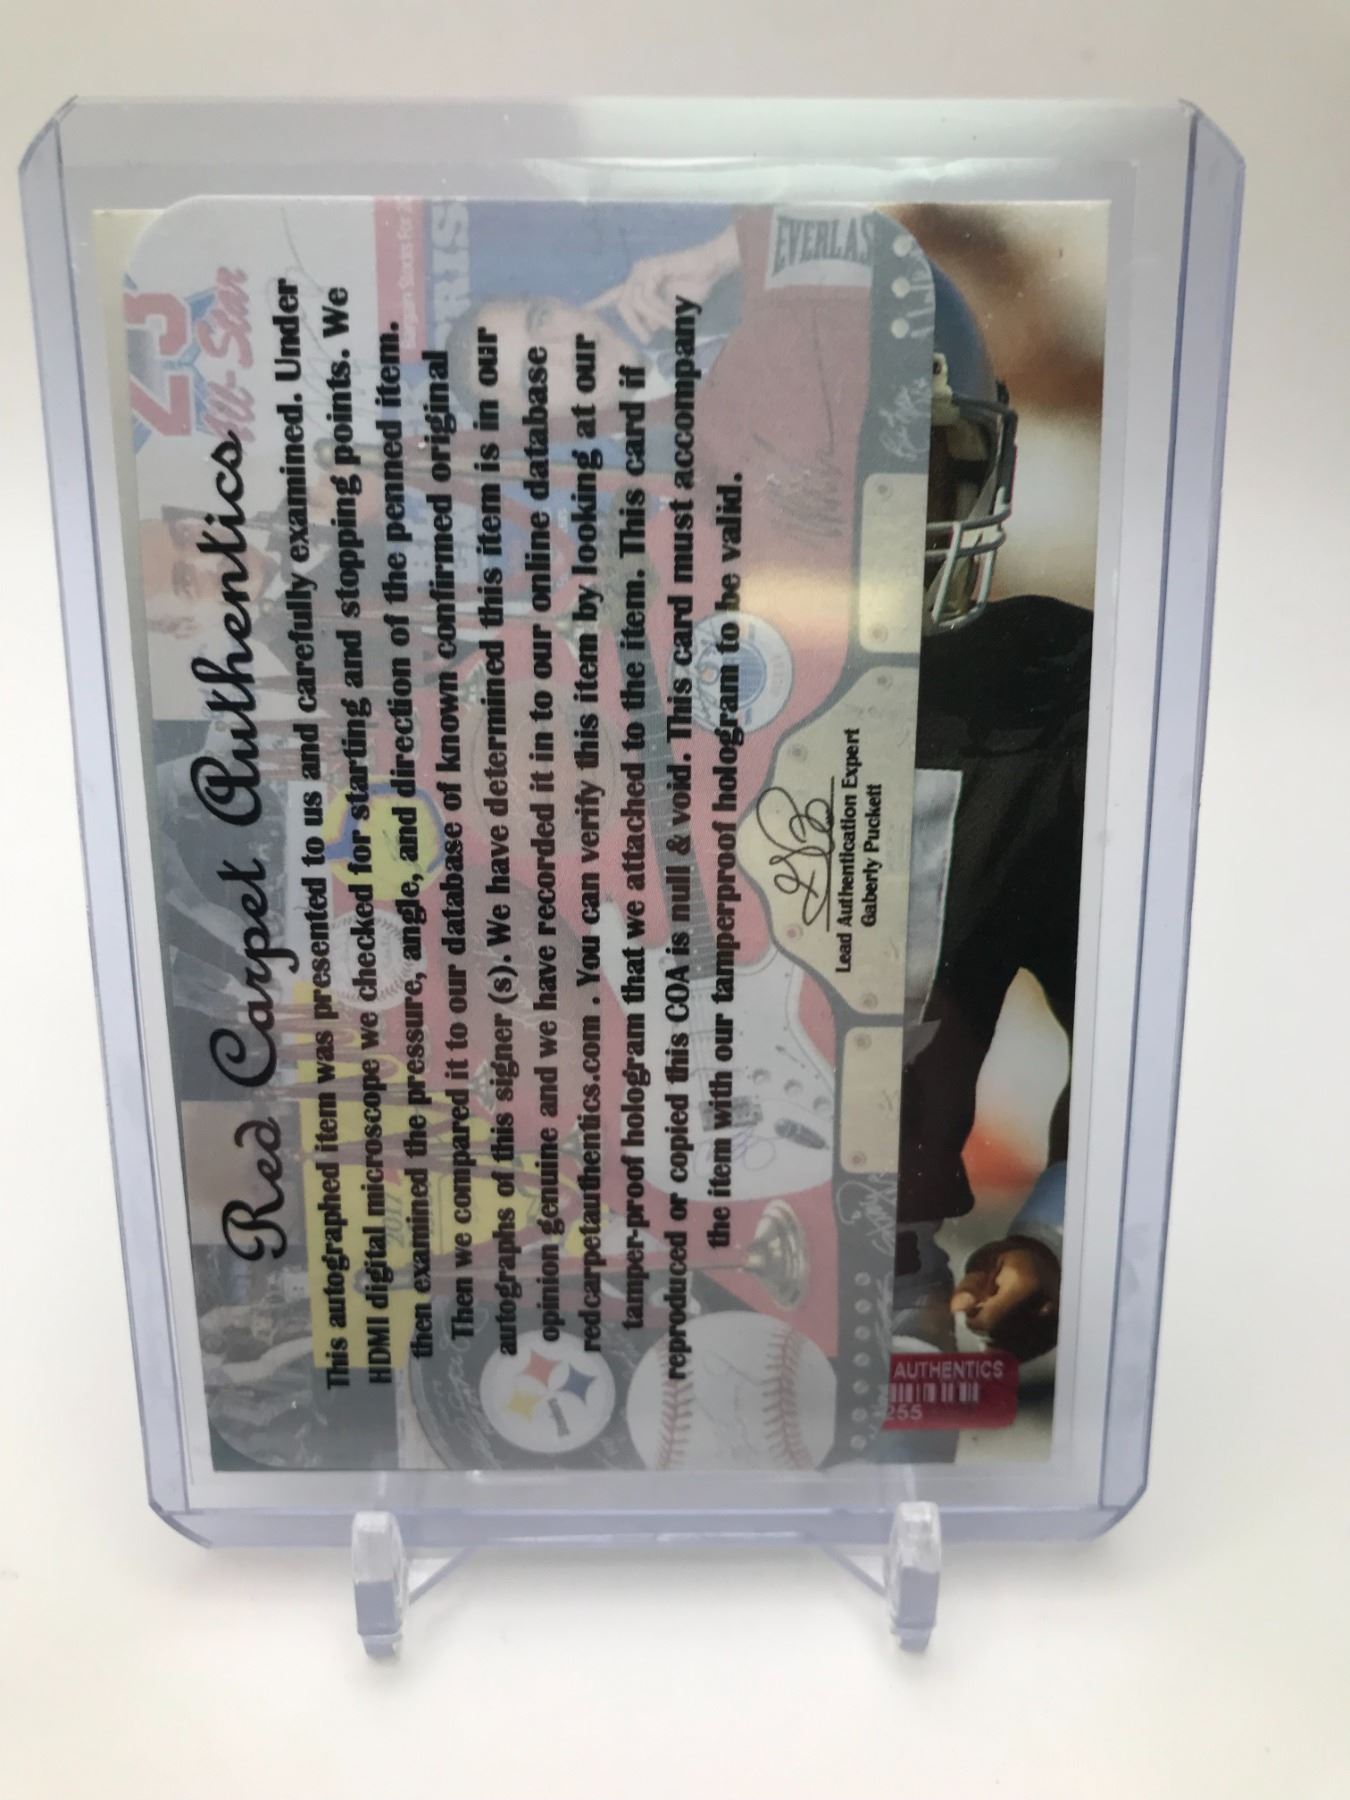 Red Carpet Authentics
This autographed item was presented to us and carefully examined. Under
HDMI digital microscope we checked for starting and stopping points. We
then examined the pressure, angle, and direction of the penned item.
Then we compared it to our database of known confirmed original
autographs of this signer (s). We have determined this item is in our
opinion genuine and we have recorded it in to our online database
redcarpetauthentics.com . You can verify this item by looking at our
tamper-proof hologram that we attached to the item. This card if
reproduced or copied this COA is null & void. This card must accompany
the item with our tamperproof hologram to be valid.
Lead Authentication Expert
Gaberly Puckett
23
All-Star
EVERLAS
2017
AUTHENTICS
255